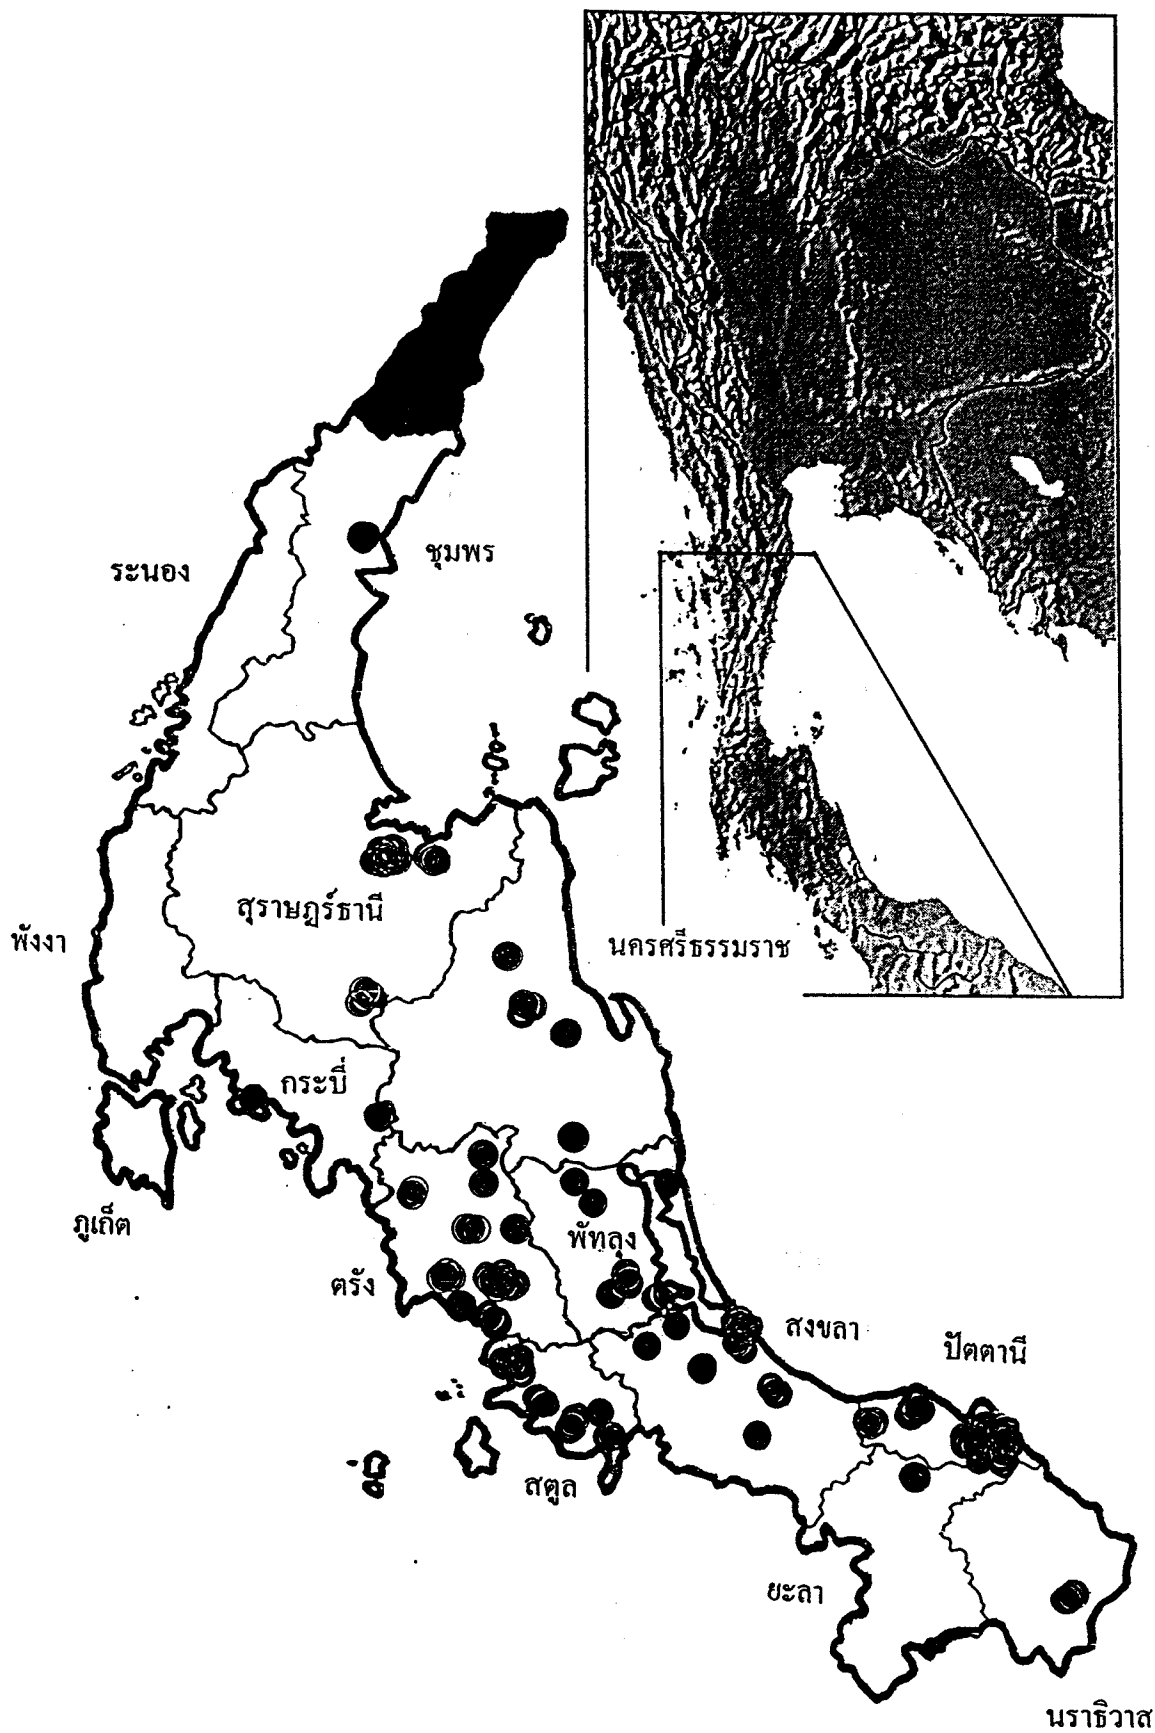 ชุมพร
ระนอง
สุราษฎร์ธานี
พังงา
นครศรีธรรมราช
กระบี่
ภูเก็ต
พัทลุง
ตรัง
สงขลา
ปัตตานี
สตูล
ยะลา
นราธิวาส